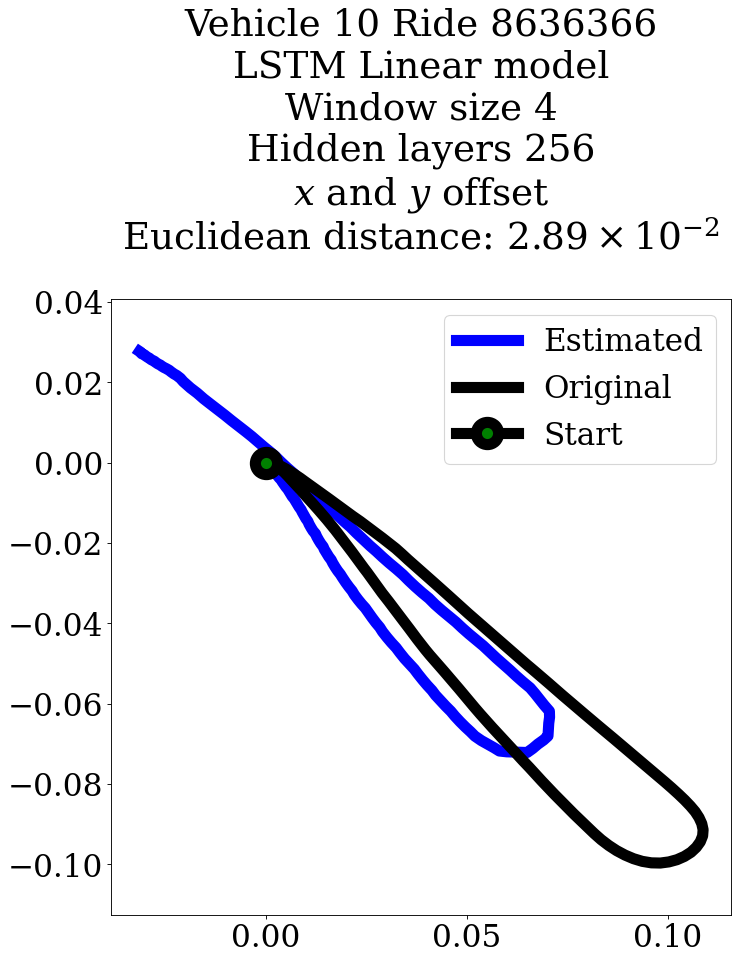 Vehicle 10 Ride 8636366
LSTM Linear model
Window size 4
Hidden layers 256
x and y offset
Euclidean distance: 2.89 × 10⁻²
Estimated
Original
Start
0.04
0.02
0.00
−0.02
−0.04
−0.06
−0.08
−0.10
0.00 0.05 0.10